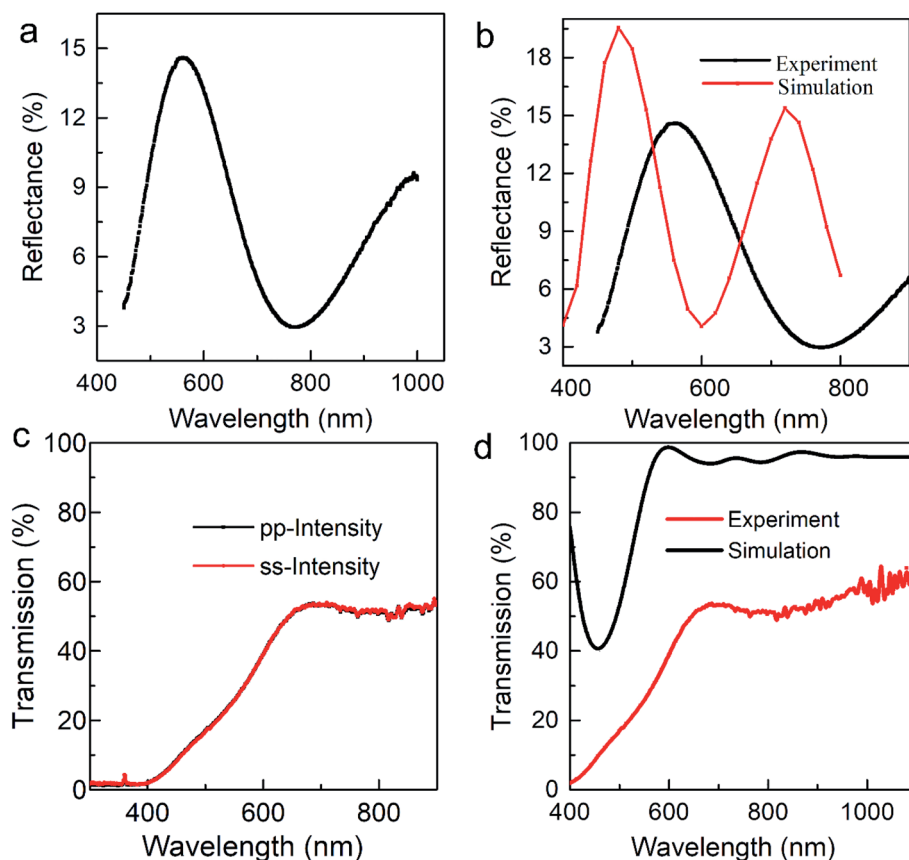 a
15
12
9
6
3
Reflectance (%)
400 600 800 1000
Wavelength (nm)
b
18
15
12
9
6
3
Reflectance (%)
Experiment
Simulation
400 600 800
Wavelength (nm)
c
100
80
60
40
20
0
Transmission (%)
pp-Intensity
ss-Intensity
400 600 800
Wavelength (nm)
d
100
80
60
40
20
0
Transmission (%)
Experiment
Simulation
400 600 800 1000
Wavelength (nm)